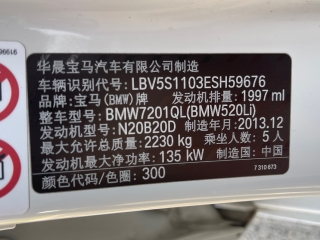 华晨宝马汽车有限公司制造
车辆识别代号: LBV5S1103ESH59676
品牌: 宝马(BMW)牌 发动机排量: 1997 ml
整车型号: BMW7201QL(BMW520Li)
发动机型号: N20B20D 制造年月: 2013.12
最大允许总质量: 2230 kg 乘坐人数: 5 人
发动机最大净功率: 135 kW 制造国: 中国
颜色代码/色圈: 300
7 310 673